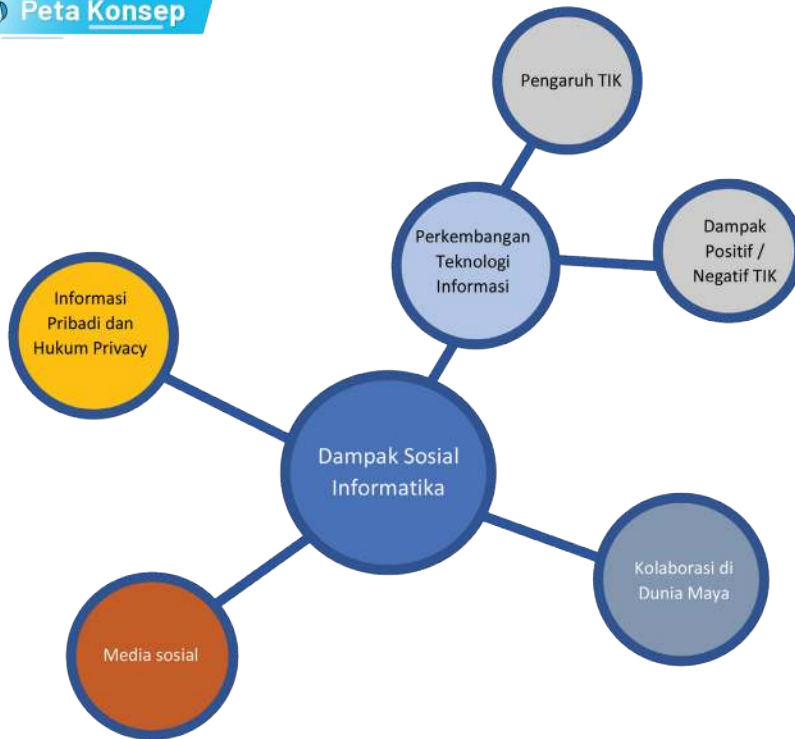 Peta Konsep
Pengaruh TIK
Perkembangan
Teknologi
Informasi
Dampak
Positif /
Negatif TIK
Informasi
Pribadi dan
Hukum Privacy
Dampak Sosial
Informatika
Kolaborasi di
Dunia Maya
Media sosial